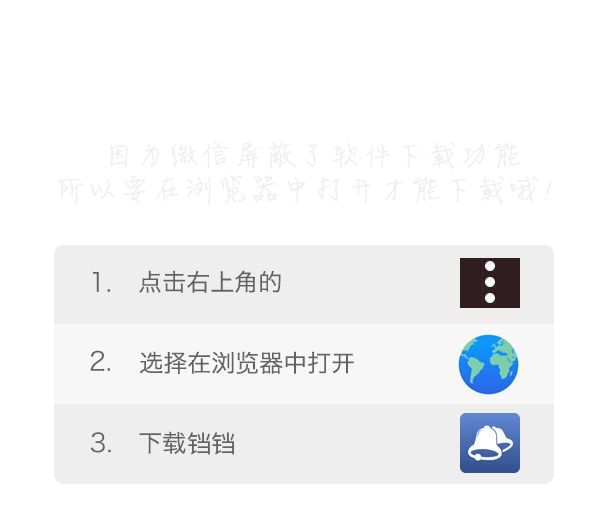 因为微信屏蔽了软件下载功能
所以要在浏览器中打开才能下载哦!
1. 点击右上角的
2. 选择在浏览器中打开
3. 下载铛铛